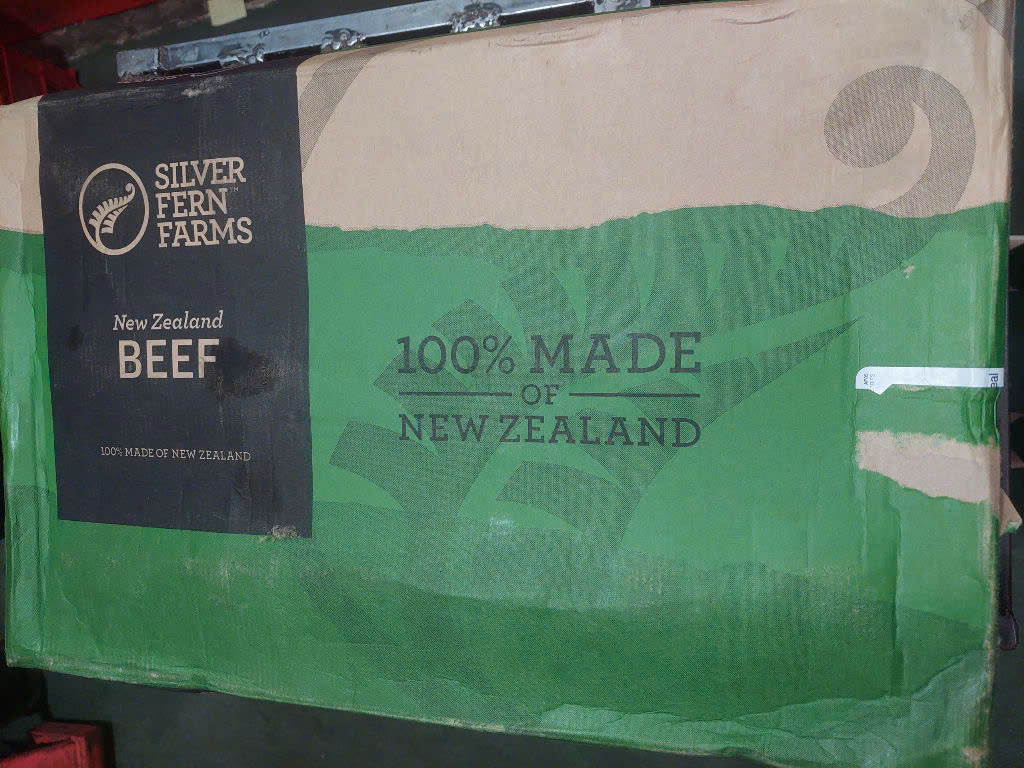 SILVER
FERN™
FARMS
New Zealand
BEEF
100% MADE OF NEW ZEALAND
100% MADE
OF
NEW ZEALAND